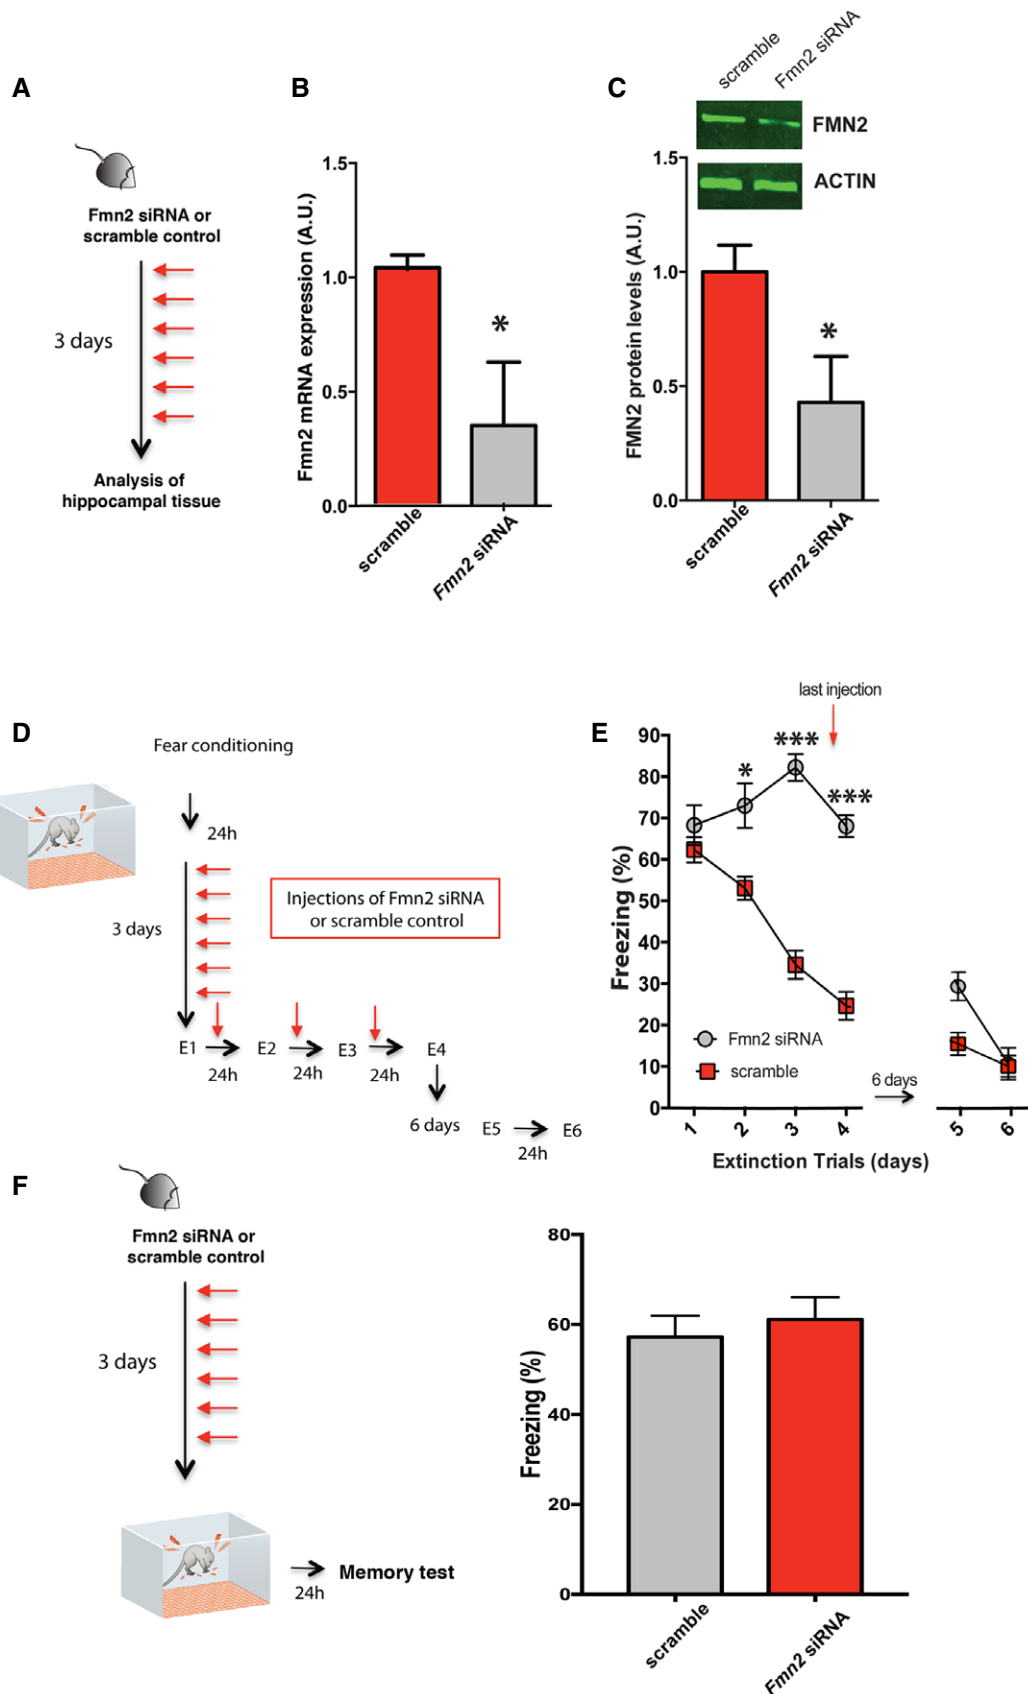 A
Fmn2 siRNA or
scramble control
3 days
Analysis of
hippocampal tissue
B
Fmn2 mRNA expression (A.U.)
1.5
1.0
0.5
0.0
*
scramble
Fmn2 siRNA
C
scramble
Fmn2 siRNA
FMN2
ACTIN
FMN2 protein levels (A.U.)
1.5
1.0
0.5
0.0
*
scramble
Fmn2 siRNA
D
Fear conditioning
24h
3 days
Injections of Fmn2 siRNA
or scramble control
E1
E2
E3
E4
24h
24h
24h
6 days
E5
E6
24h
E
last injection
Freezing (%)
90
80
70
60
50
40
30
20
10
0
*
***
***
Fmn2 siRNA
scramble
6 days
1
2
3
4
5
6
Extinction Trials (days)
F
Fmn2 siRNA or
scramble control
3 days
24h
Memory test
Freezing (%)
80
60
40
20
0
scramble
Fmn2 siRNA